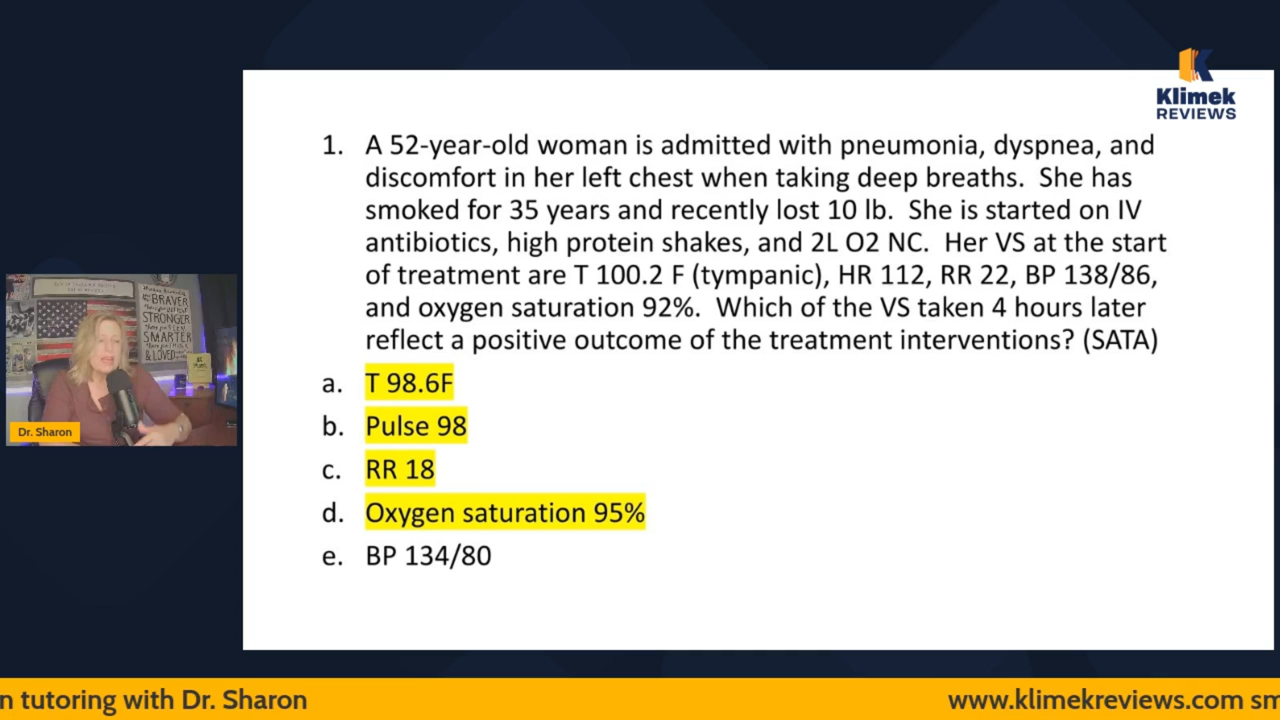 Klimek
REVIEWS
1. A 52-year-old woman is admitted with pneumonia, dyspnea, and
discomfort in her left chest when taking deep breaths.  She has
smoked for 35 years and recently lost 10 lb.  She is started on IV
antibiotics, high protein shakes, and 2L O2 NC.  Her VS at the start
of treatment are T 100.2 F (tympanic), HR 112, RR 22, BP 138/86,
and oxygen saturation 92%.  Which of the VS taken 4 hours later
reflect a positive outcome of the treatment interventions? (SATA)
a. T 98.6F
b. Pulse 98
c. RR 18
d. Oxygen saturation 95%
e. BP 134/80
BRAVER
STRONGER
SMARTER
& LOVED
Dr. Sharon
n tutoring with Dr. Sharon
www.klimekreviews.com sm